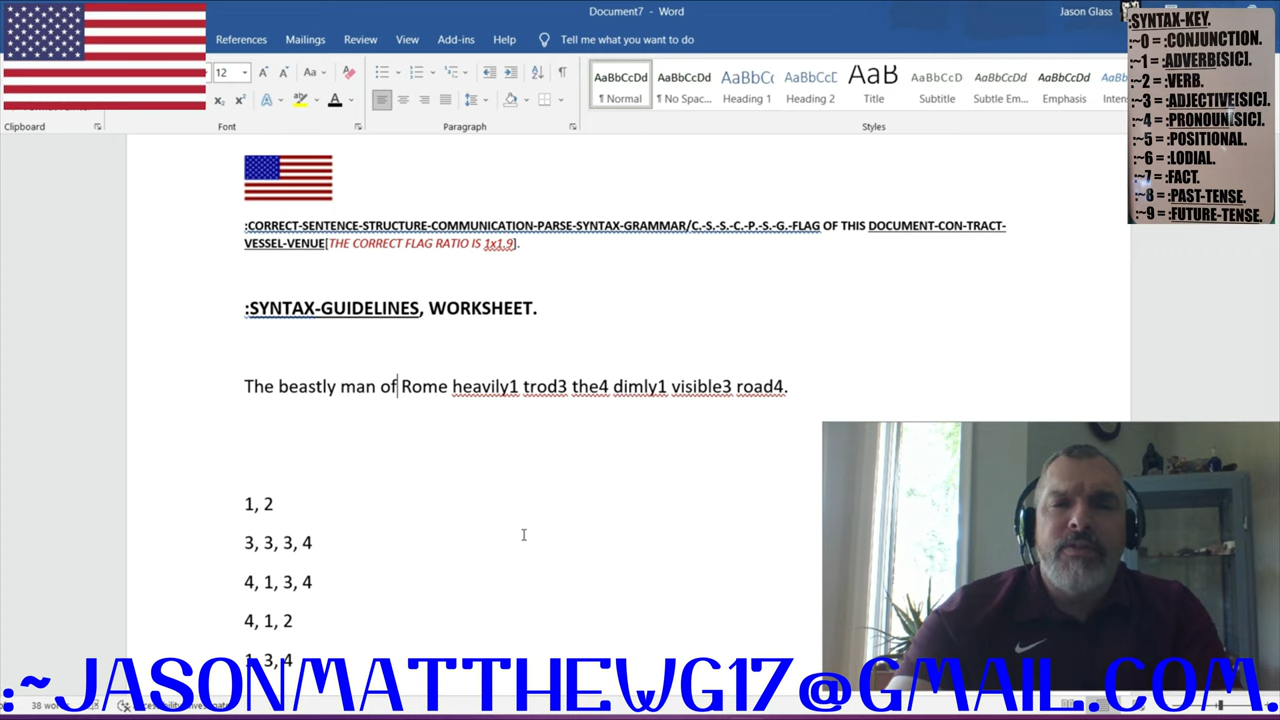 Document7 - Word
Jason Glass
References Mailings Review View Add-ins Help Tell me what you want to do
12
Aa
AaBbCcDd AaBbCcDd AaBbCc AaBbCcD AaB AaBbCcD AaBbCcDd AaBbCcDd AaBb
¶ Normal ¶ No Spac... Heading 1 Heading 2 Title Subtitle Subtle Em... Emphasis
Clipboard Font Paragraph Styles
:SYNTAX-KEY.
:~0 = :CONJUNCTION.
:~1 = :ADVERB[SIC].
:~2 = :VERB.
:~3 = :ADJECTIVE[SIC].
:~4 = :PRONOUN[SIC].
:~5 = :POSITIONAL.
:~6 = :LODIAL.
:~7 = :FACT.
:~8 = :PAST-TENSE.
:~9 = :FUTURE-TENSE.
:CORRECT-SENTENCE-STRUCTURE-COMMUNICATION-PARSE-SYNTAX-GRAMMAR/C.-S.-S.-C.-P.-S.-G.-FLAG OF THIS DOCUMENT-CON-TRACT-
VESSEL-VENUE[THE CORRECT FLAG RATIO IS 1x1.9].
:SYNTAX-GUIDELINES, WORKSHEET.
The beastly man of Rome heavily1 trod3 the4 dimly1 visible3 road4.
1, 2
3, 3, 3, 4
4, 1, 3, 4
4, 1, 2
1, 3, 4
:~JASONMATTHEWG17@GMAIL.COM.
38